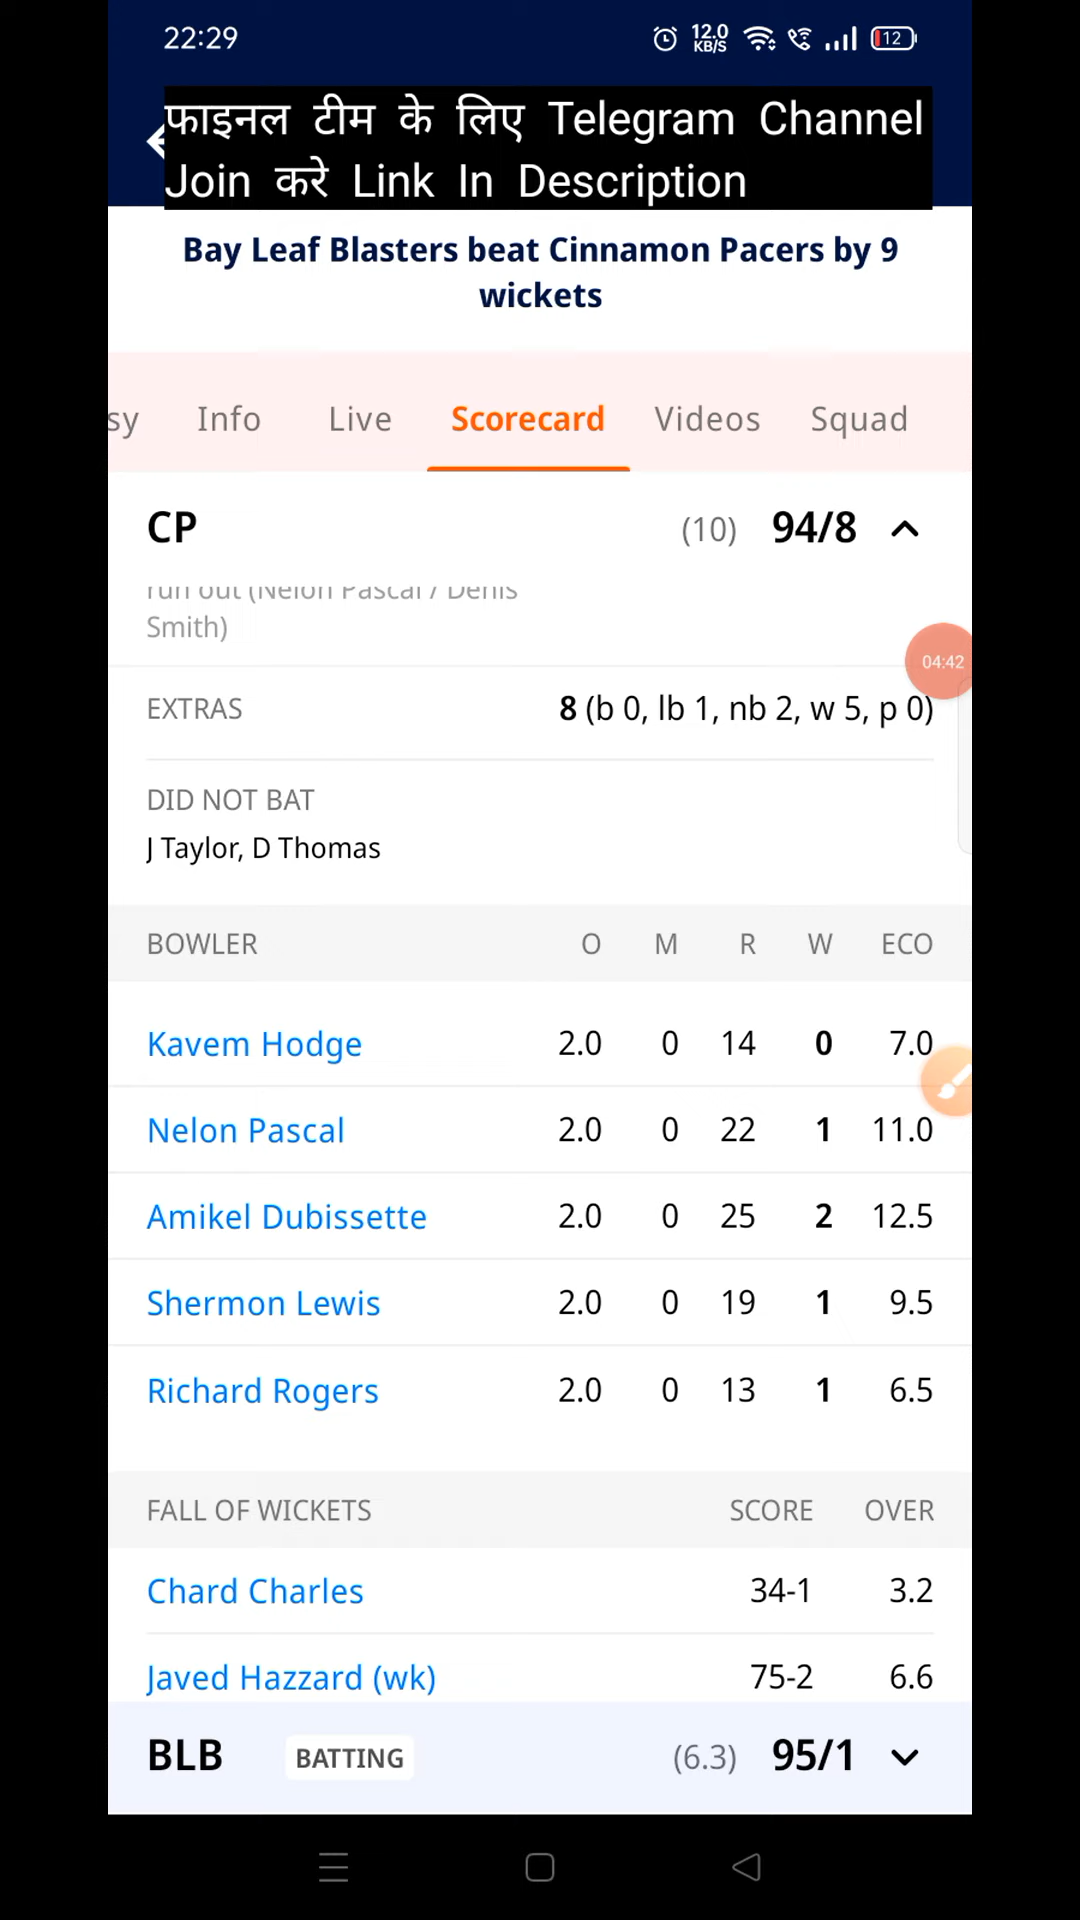 22:29 12.0 KB/S 12
फाइनल टीम के लिए Telegram Channel
Join करे Link In Description
Bay Leaf Blasters beat Cinnamon Pacers by 9
wickets
sy Info Live Scorecard Videos Squad
CP (10) 94/8
run out (Nelon Pascal / Denis
Smith)
04:42
EXTRAS 8 (b 0, lb 1, nb 2, w 5, p 0)
DID NOT BAT
J Taylor, D Thomas
BOWLER O M R W ECO
Kavem Hodge 2.0 0 14 0 7.0
Nelon Pascal 2.0 0 22 1 11.0
Amikel Dubissette 2.0 0 25 2 12.5
Shermon Lewis 2.0 0 19 1 9.5
Richard Rogers 2.0 0 13 1 6.5
FALL OF WICKETS SCORE OVER
Chard Charles 34-1 3.2
Javed Hazzard (wk) 75-2 6.6
BLB BATTING (6.3) 95/1